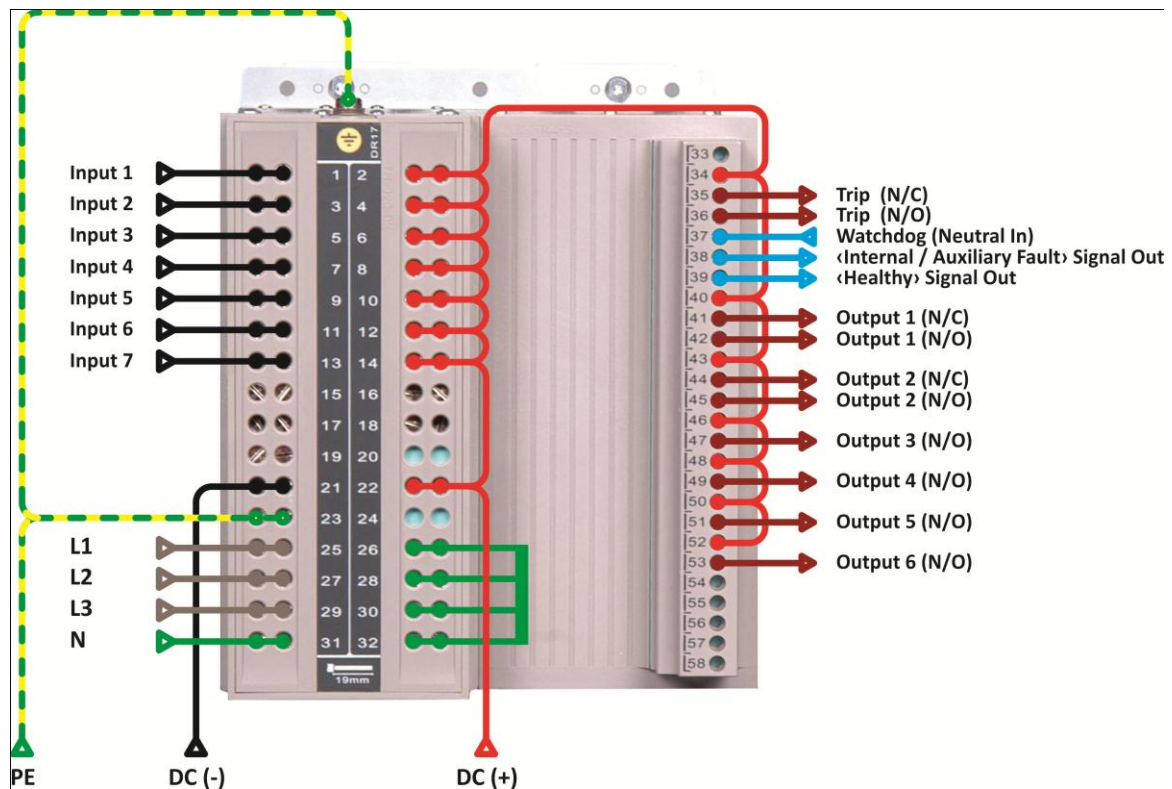 DR17
Input 1
Input 2
Input 3
Input 4
Input 5
Input 6
Input 7
L1
L2
L3
N
1 2
3 4
5 6
7 8
9 10
11 12
13 14
15 16
17 18
19 20
21 22
23 24
25 26
27 28
29 30
31 32
19mm
33
34
35
36
37
38
39
40
41
42
43
44
45
46
47
48
49
50
51
52
53
54
55
56
57
58
Trip (N/C)
Trip (N/O)
Watchdog (Neutral In)
‹Internal / Auxiliary Fault› Signal Out
‹Healthy› Signal Out
Output 1 (N/C)
Output 1 (N/O)
Output 2 (N/C)
Output 2 (N/O)
Output 3 (N/O)
Output 4 (N/O)
Output 5 (N/O)
Output 6 (N/O)
PE
DC (-)
DC (+)